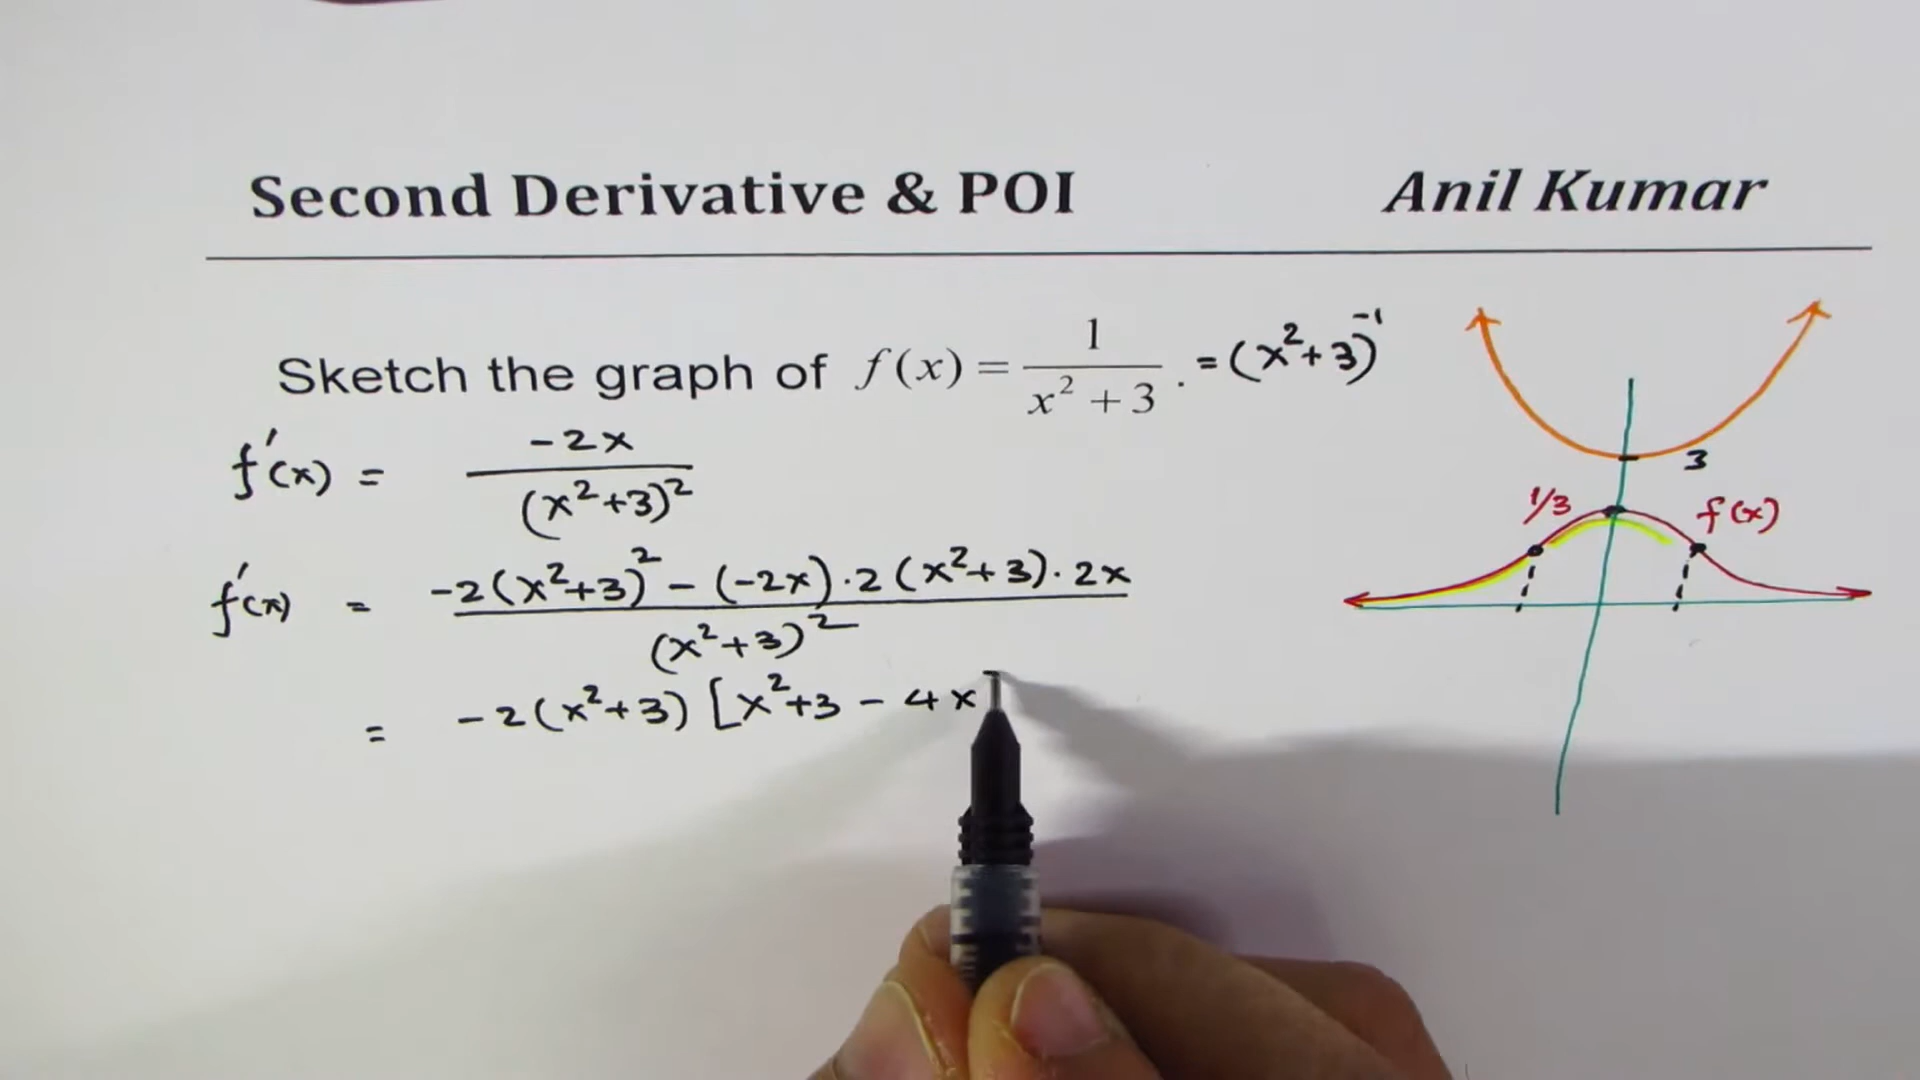 Second Derivative & POI Anil Kumar
Sketch the graph of f(x) = 1/(x² + 3) . = (x²+3)⁻¹
f'(x) = -2x/(x²+3)²
f'(x) = -2(x²+3)² - (-2x)·2(x²+3)·2x/(x²+3)²
= -2(x²+3) [x²+3 - 4x
3
1/3 f(x)